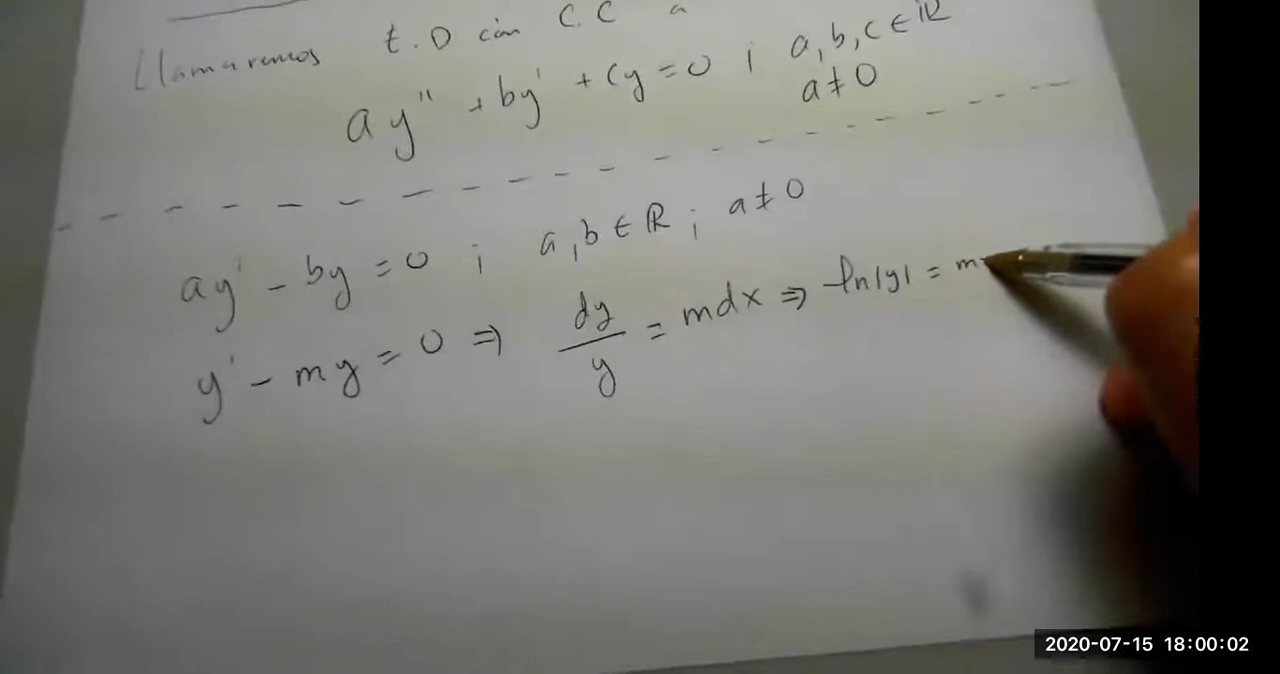 Llamaremos E.D con C.C a
ay'' + by' + cy = 0 ; a, b, c ∈ ℝ
a ≠ 0
ay' - by = 0 ; a, b ∈ ℝ ; a ≠ 0
y' - my = 0 ⇒ dy/y = mdx ⇒ ln|y| = m
2020-07-15 18:00:02